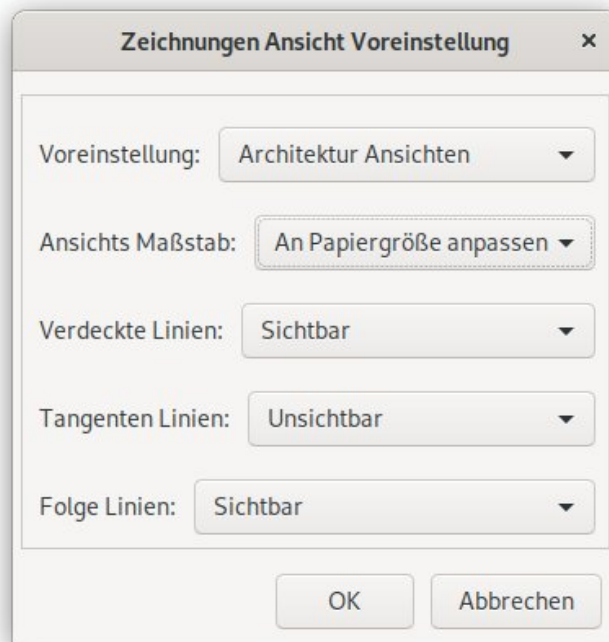 Zeichnungen Ansicht Voreinstellung ×
Voreinstellung: Architektur Ansichten
Ansichts Maßstab: An Papiergröße anpassen
Verdeckte Linien: Sichtbar
Tangenten Linien: Unsichtbar
Folge Linien: Sichtbar
OK Abbrechen